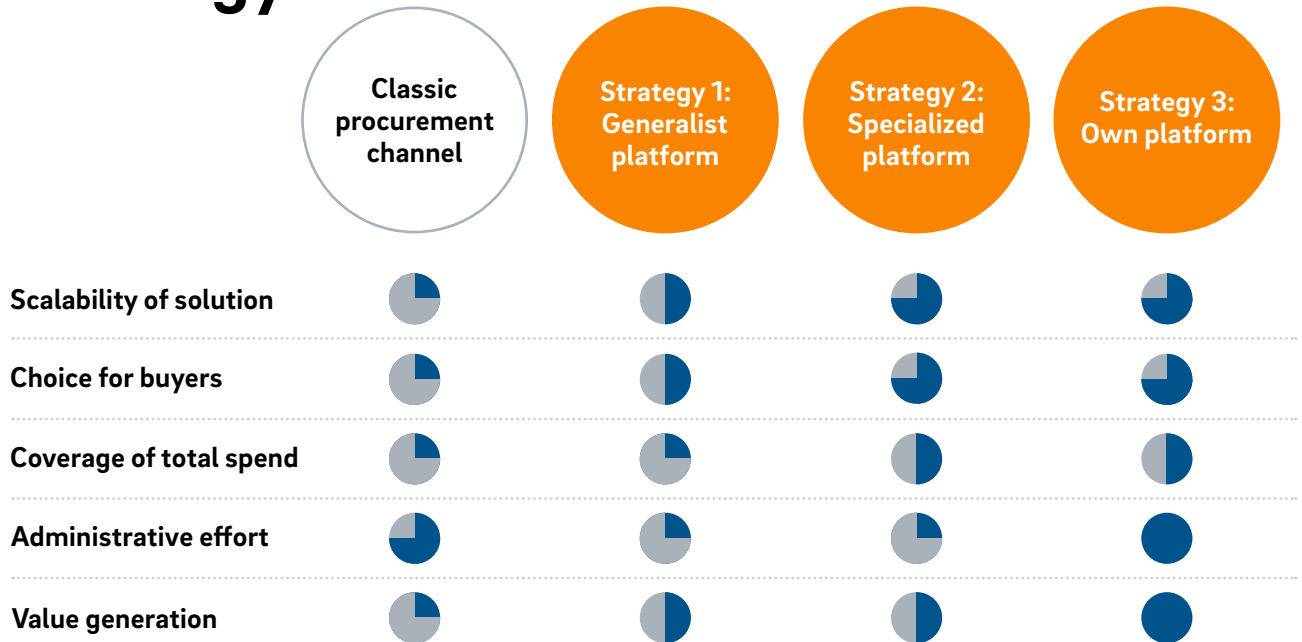 Classic
procurement
channel
Strategy 1:
Generalist
platform
Strategy 2:
Specialized
platform
Strategy 3:
Own platform
Scalability of solution
Choice for buyers
Coverage of total spend
Administrative effort
Value generation